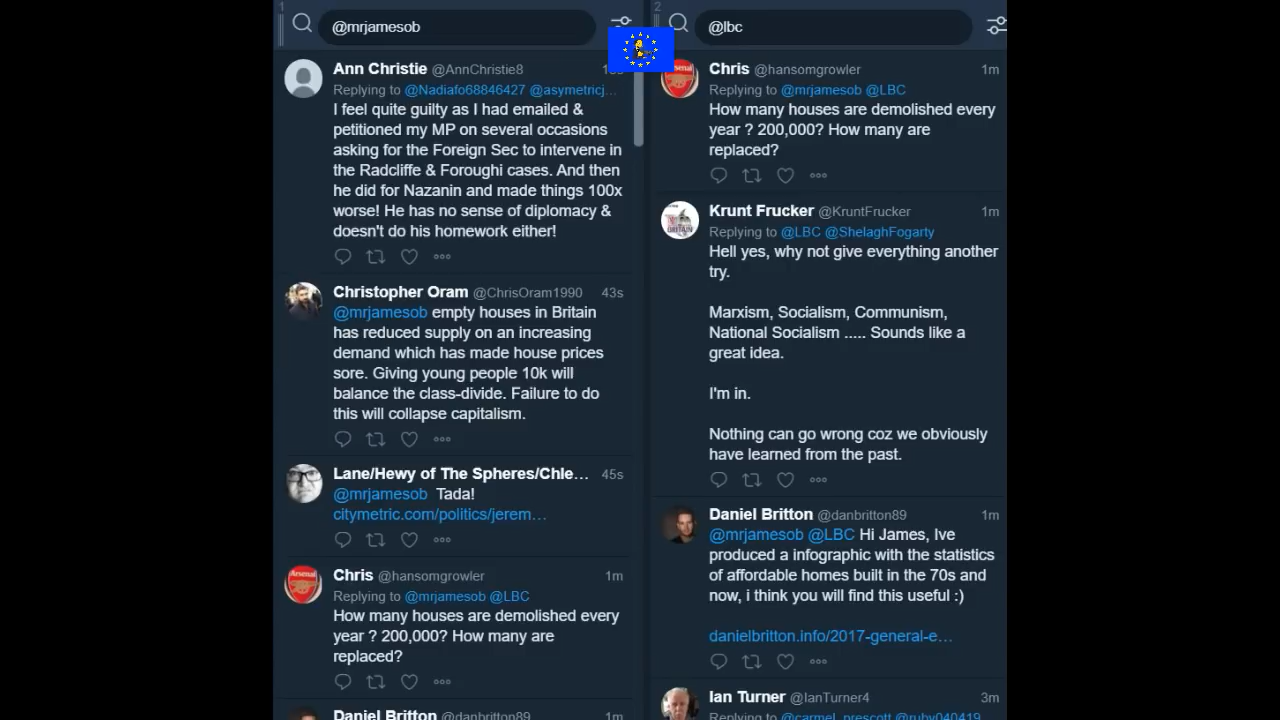 1
@mrjamesob
Ann Christie @AnnChristie8
Replying to @Nadiafo68846427 @asymetricj...
I feel quite guilty as I had emailed &
petitioned my MP on several occasions
asking for the Foreign Sec to intervene in
the Radcliffe & Foroughi cases. And then
he did for Nazanin and made things 100x
worse! He has no sense of diplomacy &
doesn't do his homework either!
Christopher Oram @ChrisOram1990 43s
@mrjamesob empty houses in Britain
has reduced supply on an increasing
demand which has made house prices
sore. Giving young people 10k will
balance the class-divide. Failure to do
this will collapse capitalism.
Lane/Hewy of The Spheres/Chle... 45s
@mrjamesob Tada!
citymetric.com/politics/jerem...
Arsenal
Chris @hansomgrowler 1m
Replying to @mrjamesob @LBC
How many houses are demolished every
year ? 200,000? How many are
replaced?
Daniel Britton @danbritton89 1m
2
@lbc
Arsenal
Chris @hansomgrowler 1m
Replying to @mrjamesob @LBC
How many houses are demolished every
year ? 200,000? How many are
replaced?
Krunt Frucker @KruntFrucker 1m
Replying to @LBC @ShelaghFogarty
Hell yes, why not give everything another
try.
Marxism, Socialism, Communism,
National Socialism ..... Sounds like a
great idea.
I'm in.
Nothing can go wrong coz we obviously
have learned from the past.
Daniel Britton @danbritton89 1m
@mrjamesob @LBC Hi James, Ive
produced a infographic with the statistics
of affordable homes built in the 70s and
now, i think you will find this useful :)
danielbritton.info/2017-general-e...
Ian Turner @IanTurner4 3m
Replying to @carmel_prescott @ruby040419